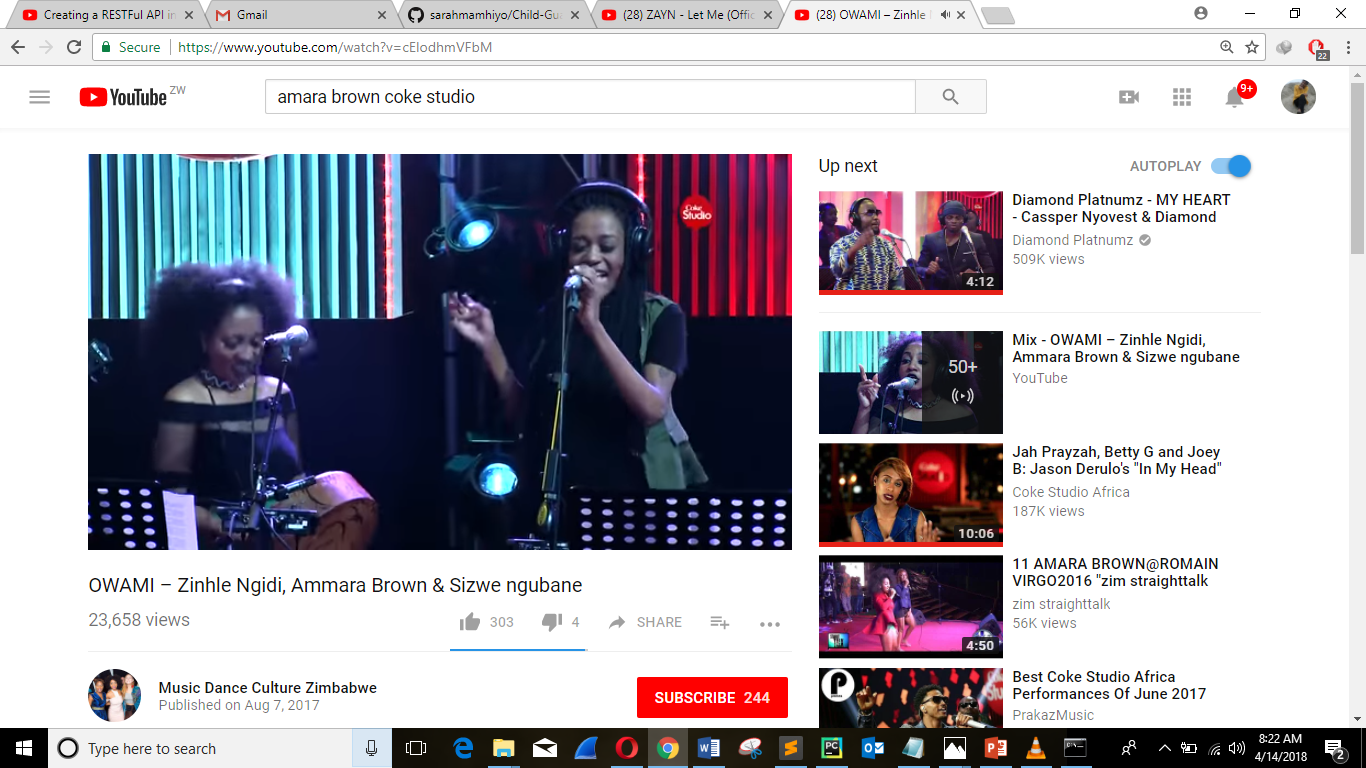 Creating a RESTFul API in
Gmail
sarahmamhiyo/Child-Gua
(28) ZAYN - Let Me (Offic
(28) OWAMI – Zinhle
Secure
https://www.youtube.com/watch?v=cEIodhmVFbM
22
YouTube ZW
amara brown coke studio
9+
Coke
Studio
OWAMI – Zinhle Ngidi, Ammara Brown & Sizwe ngubane
23,658 views
303
4
SHARE
Music Dance Culture Zimbabwe
Published on Aug 7, 2017
SUBSCRIBE 244
Up next
AUTOPLAY
4:12
Diamond Platnumz - MY HEART
- Cassper Nyovest & Diamond
Diamond Platnumz
509K views
50+
Mix - OWAMI – Zinhle Ngidi,
Ammara Brown & Sizwe ngubane
YouTube
10:06
Jah Prayzah, Betty G and Joey
B: Jason Derulo's "In My Head"
Coke Studio Africa
187K views
4:50
11 AMARA BROWN@ROMAIN
VIRGO2016 "zim straighttalk
zim straighttalk
56K views
Best Coke Studio Africa
Performances Of June 2017
PrakazMusic
Type here to search
8:22 AM
4/14/2018
2